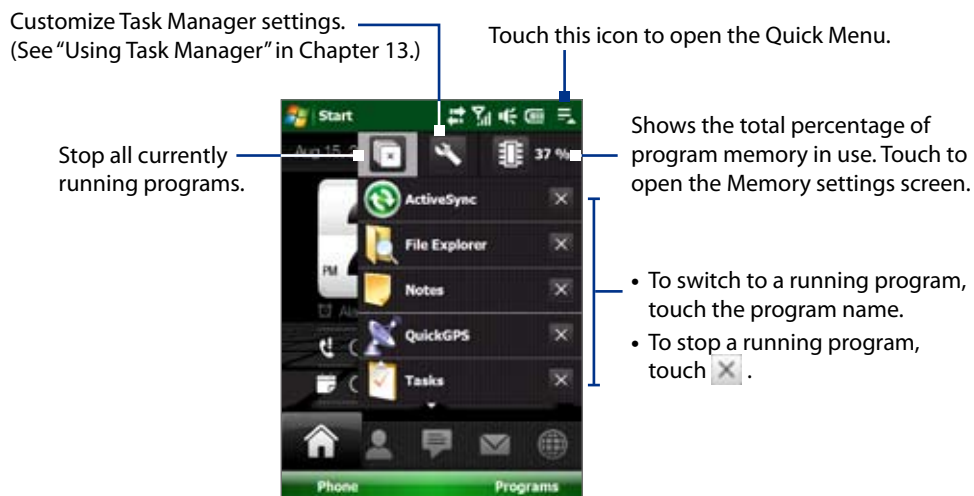 Customize Task Manager settings.
(See “Using Task Manager” in Chapter 13.)
Touch this icon to open the Quick Menu.
Stop all currently
running programs.
Start
Aug 15, 2
37 %
Shows the total percentage of
program memory in use. Touch to
open the Memory settings screen.
ActiveSync
File Explorer
PM
Notes
QuickGPS
Tasks
• To switch to a running program,
touch the program name.
• To stop a running program,
touch .
Phone
Programs